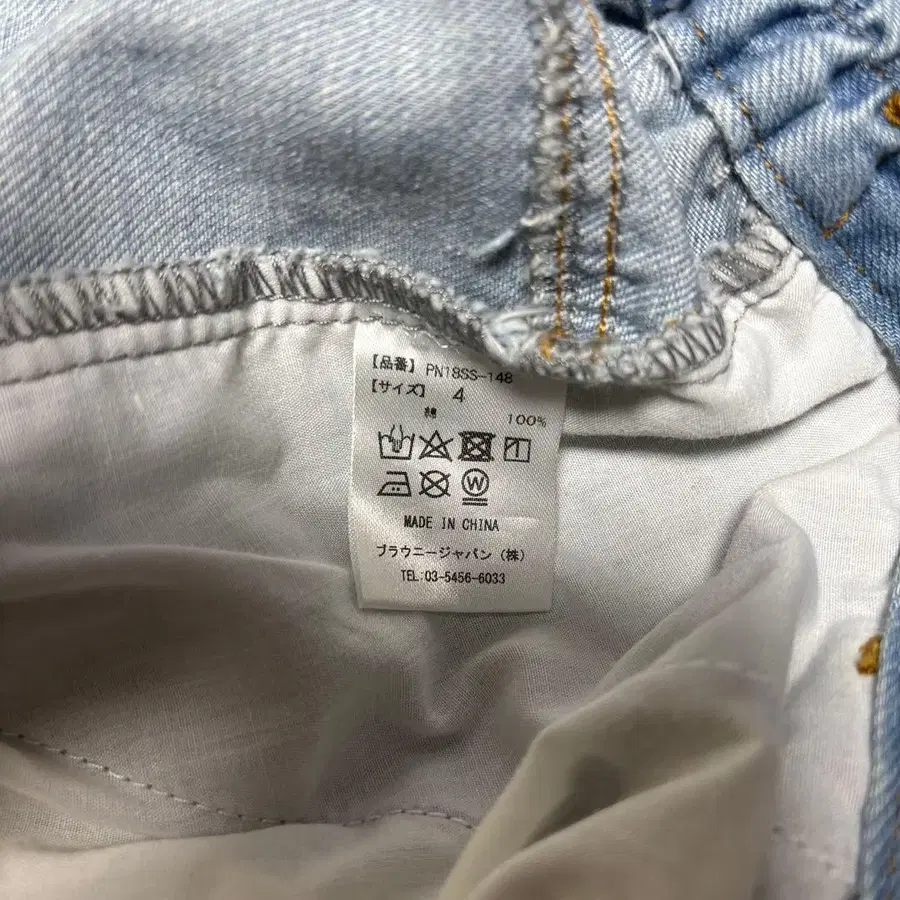 【品番】 PN18SS-148
【サイズ】 4
綿 100%
W
MADE IN CHINA
ブラウニージャパン (株)
TEL:03-5456-6033